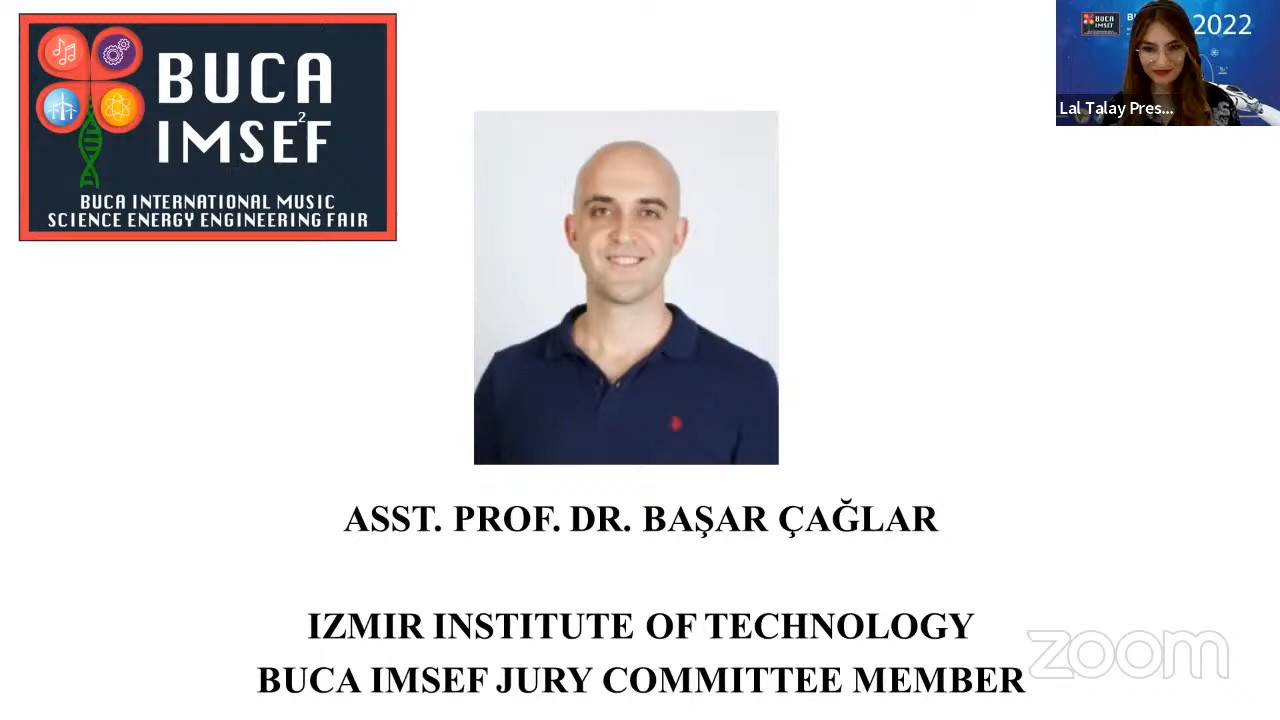 BUCA
IMSE²F
BUCA INTERNATIONAL MUSIC
SCIENCE ENERGY ENGINEERING FAIR
2022
Lal Talay Pres...
ASST. PROF. DR. BAŞAR ÇAĞLAR
IZMIR INSTITUTE OF TECHNOLOGY
BUCA IMSEF JURY COMMITTEE MEMBER
zoom